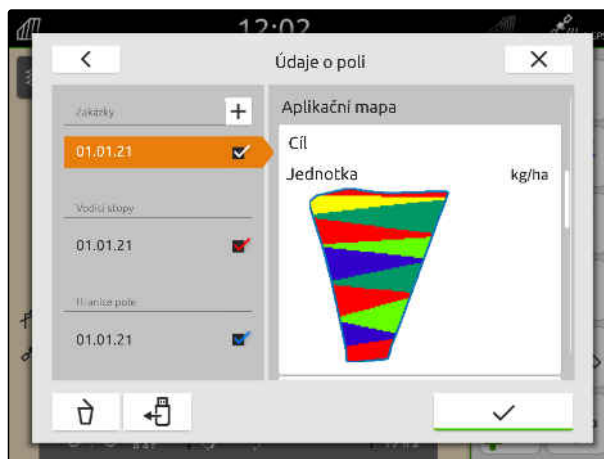 12:02
Údaje o poli
Zakázky
01.01.21
Vodicí stopy
01.01.21
Hranice pole
01.01.21
Aplikační mapa
Cíl
Jednotka kg/ha